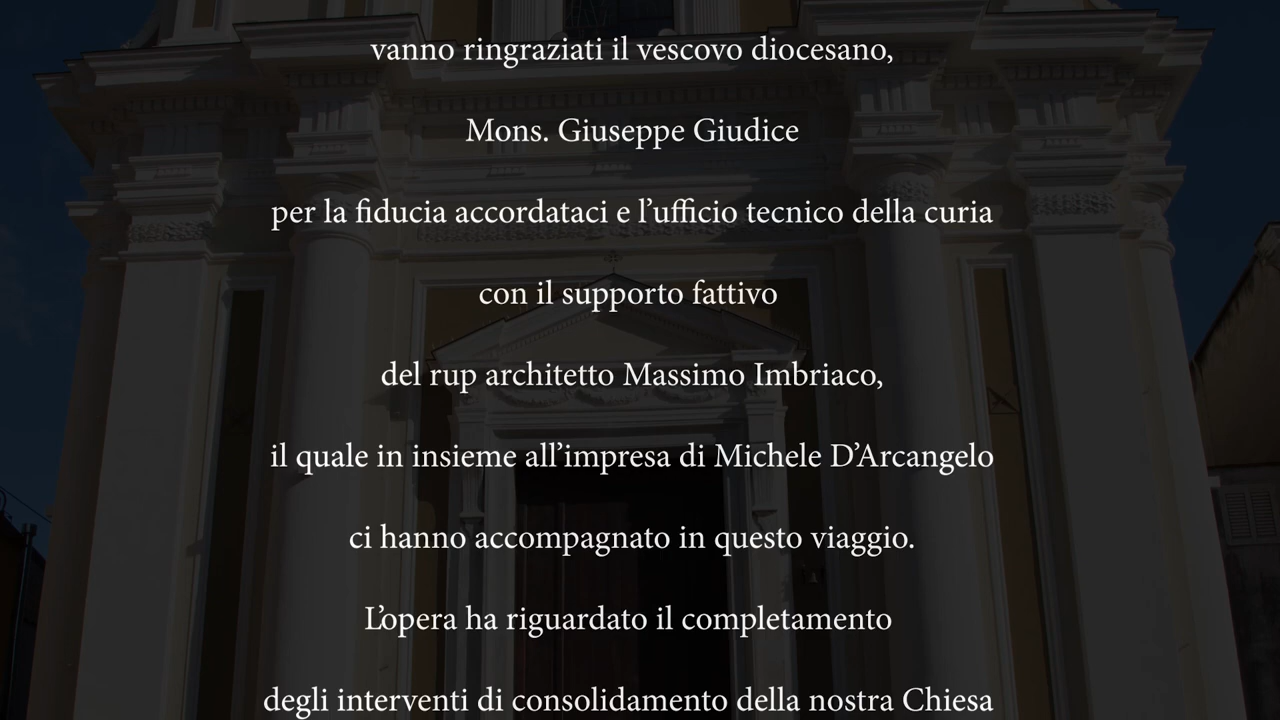 vanno ringraziati il vescovo diocesano,
Mons. Giuseppe Giudice
per la fiducia accordataci e l’ufficio tecnico della curia
con il supporto fattivo
del rup architetto Massimo Imbriaco,
il quale in insieme all’impresa di Michele D’Arcangelo
ci hanno accompagnato in questo viaggio.
L’opera ha riguardato il completamento
degli interventi di consolidamento della nostra Chiesa